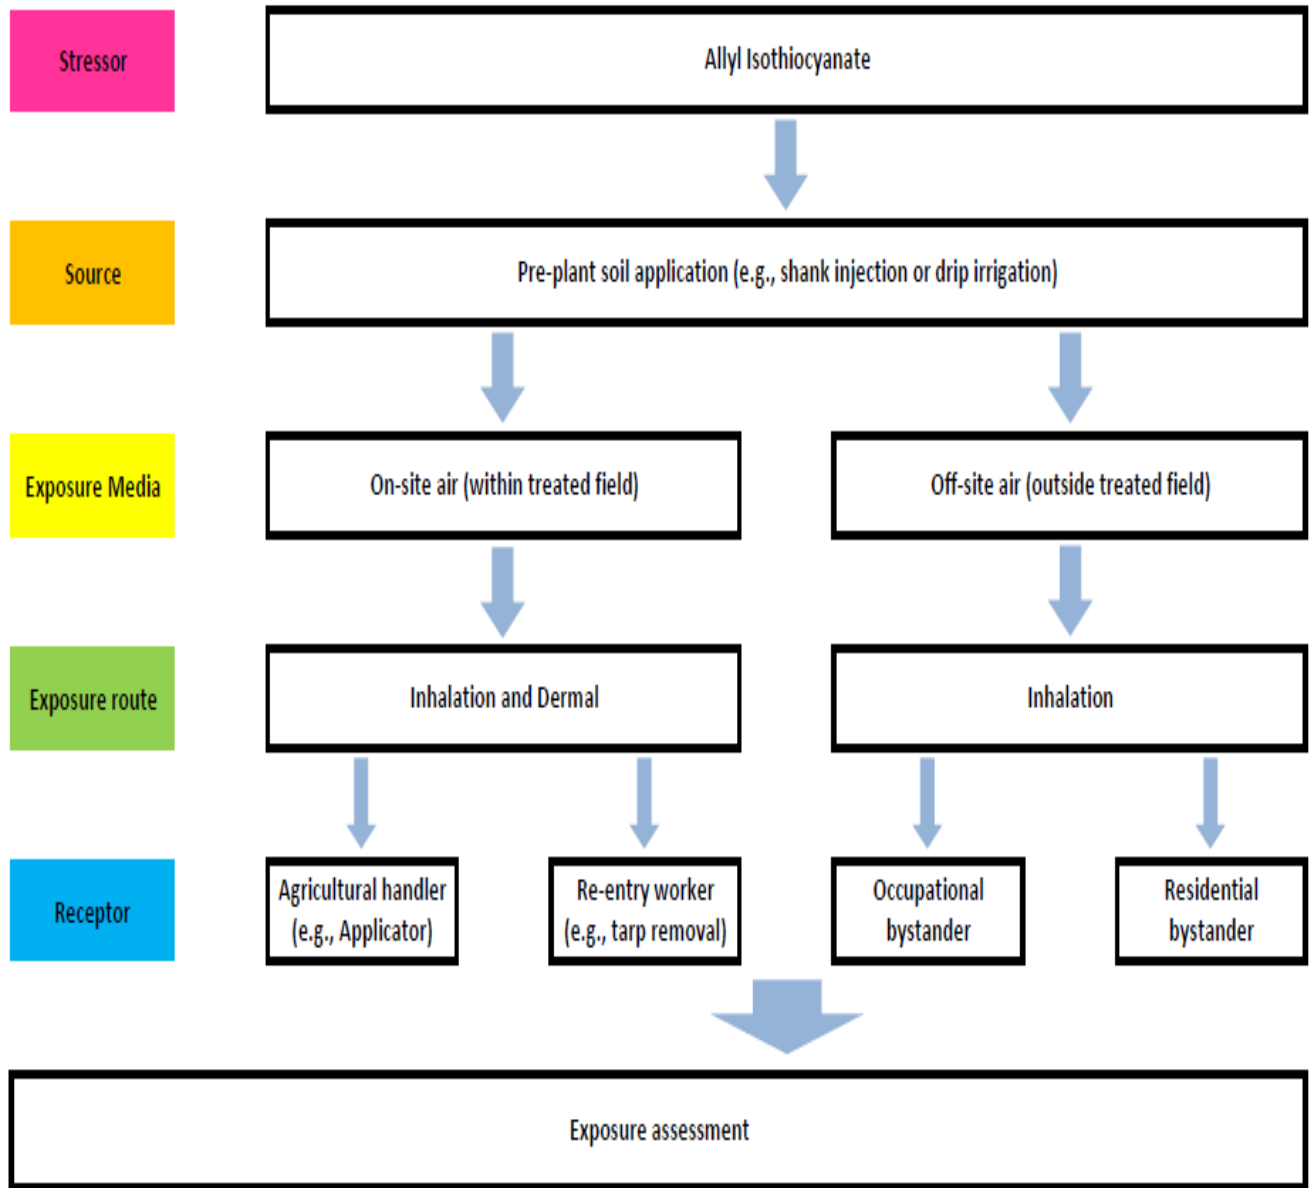 Stressor
Allyl Isothiocyanate
Source
Pre-plant soil application (e.g., shank injection or drip irrigation)
Exposure Media
On-site air (within treated field)
Off-site air (outside treated field)
Exposure route
Inhalation and Dermal
Inhalation
Receptor
Agricultural handler
(e.g., Applicator)
Re-entry worker
(e.g., tarp removal)
Occupational
bystander
Residential
bystander
Exposure assessment